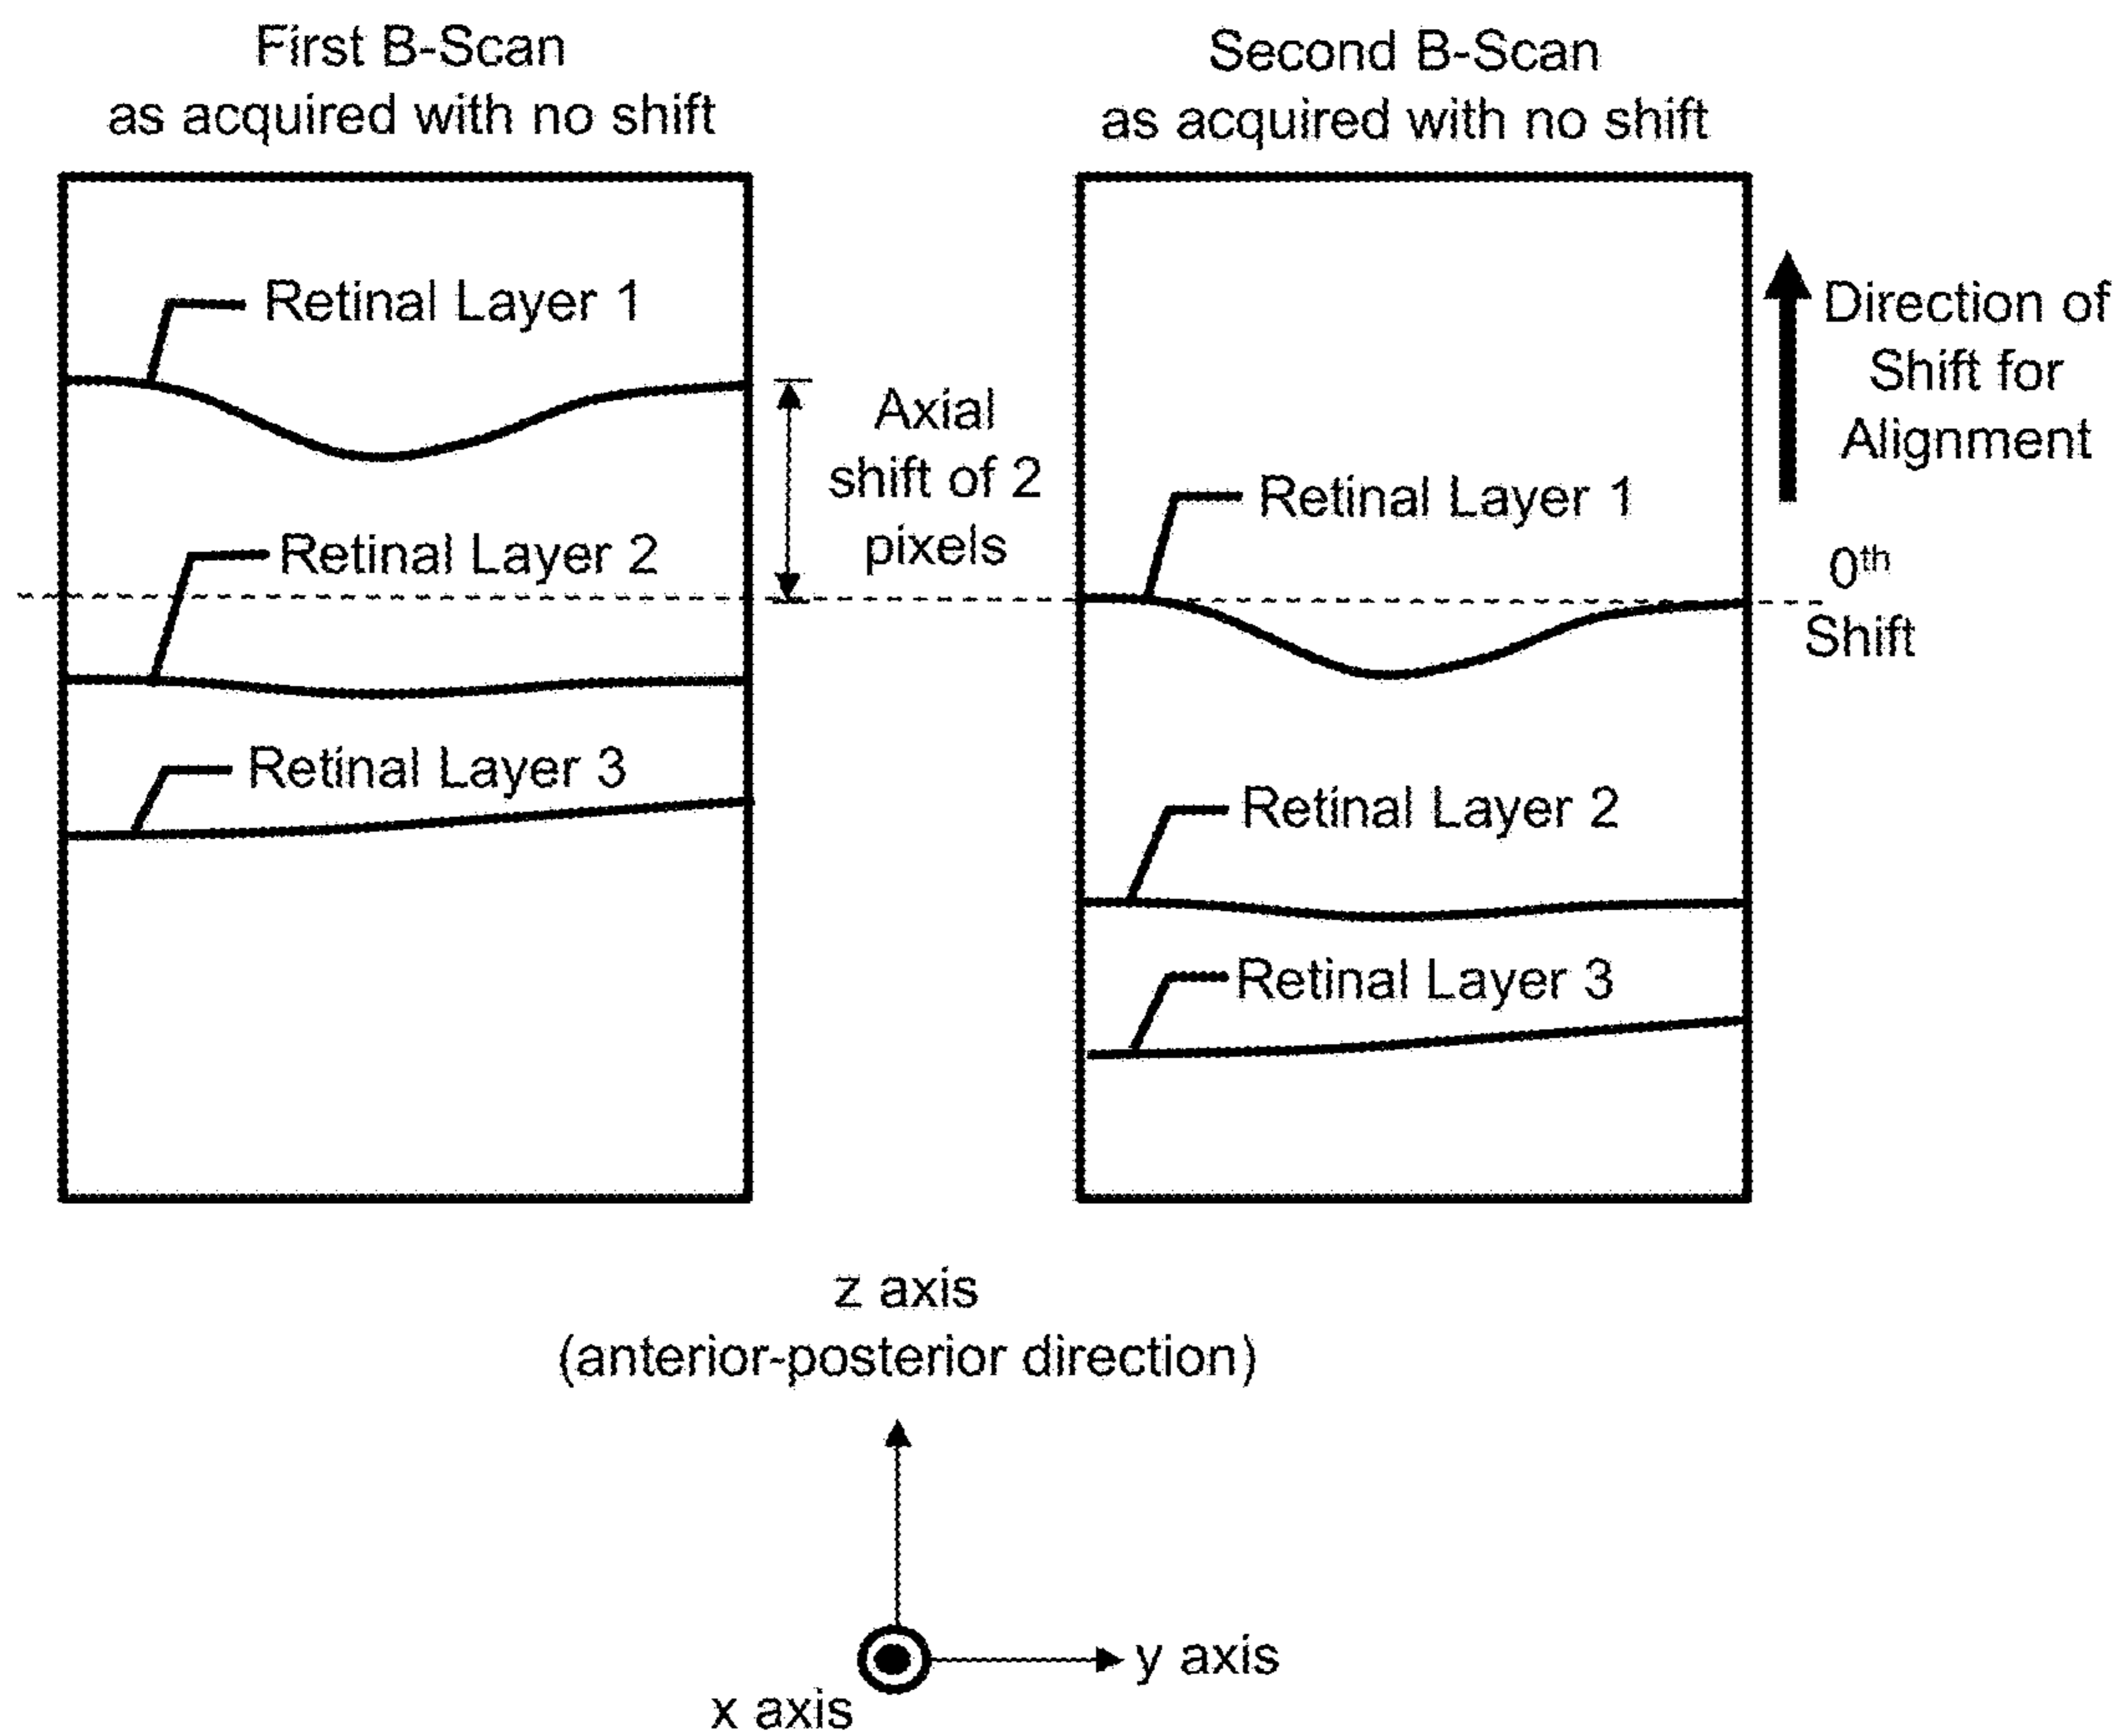 First B-Scan
as acquired with no shift
Second B-Scan
as acquired with no shift
Retinal Layer 1
Retinal Layer 2
Retinal Layer 3
Axial
shift of 2
pixels
Retinal Layer 1
Retinal Layer 2
Retinal Layer 3
Direction of
Shift for
Alignment
0th
Shift
z axis
(anterior-posterior direction)
y axis
x axis